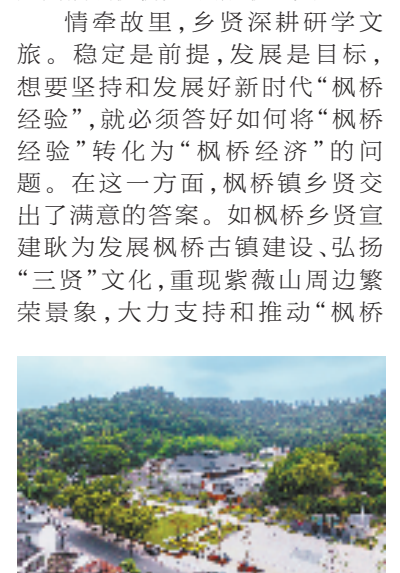 情牵故里,乡贤深耕研学文
旅。稳定是前提,发展是目标,
想要坚持和发展好新时代“枫桥
经验”,就必须答好如何将“枫桥
经验”转化为“枫桥经济”的问
题。在这一方面,枫桥镇乡贤交
出了满意的答案。如枫桥乡贤宣
建耿为发展枫桥古镇建设、弘扬
“三贤”文化,重现紫薇山周边繁
荣景象,大力支持和推动“枫桥